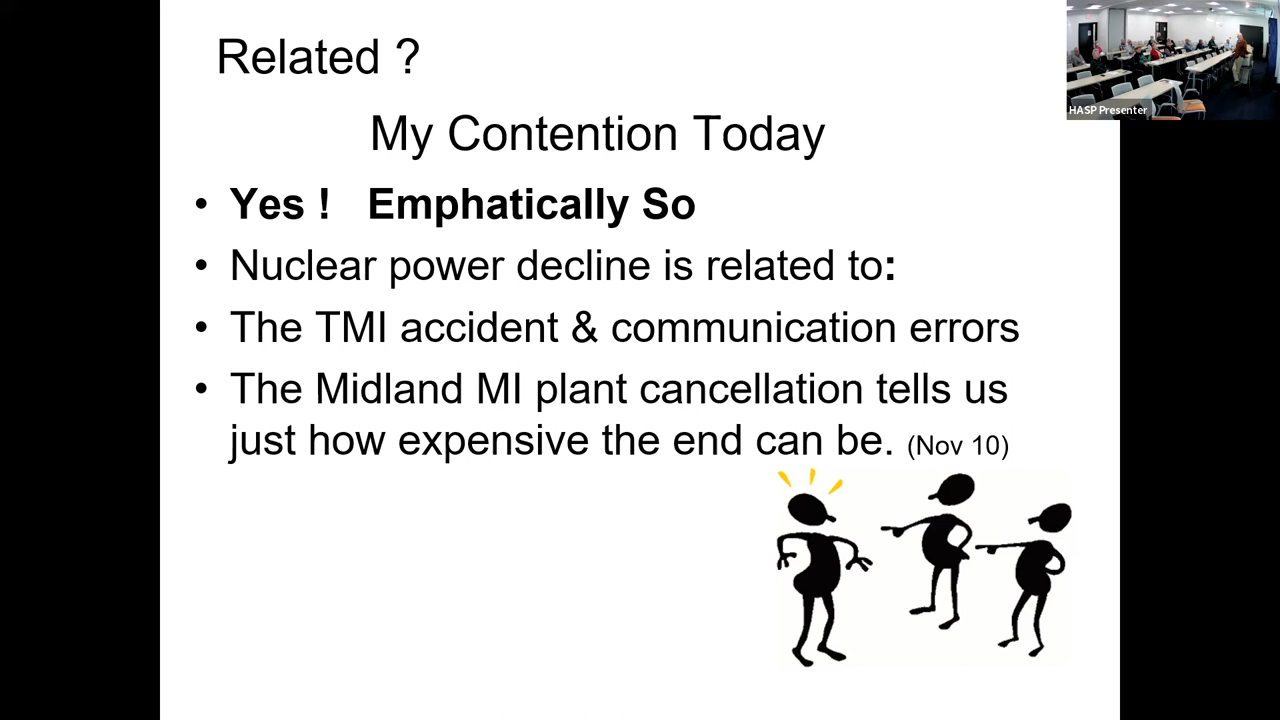 Related ?
My Contention Today
• Yes ! Emphatically So
• Nuclear power decline is related to:
• The TMI accident & communication errors
• The Midland MI plant cancellation tells us
just how expensive the end can be. (Nov 10)
HASP Presenter